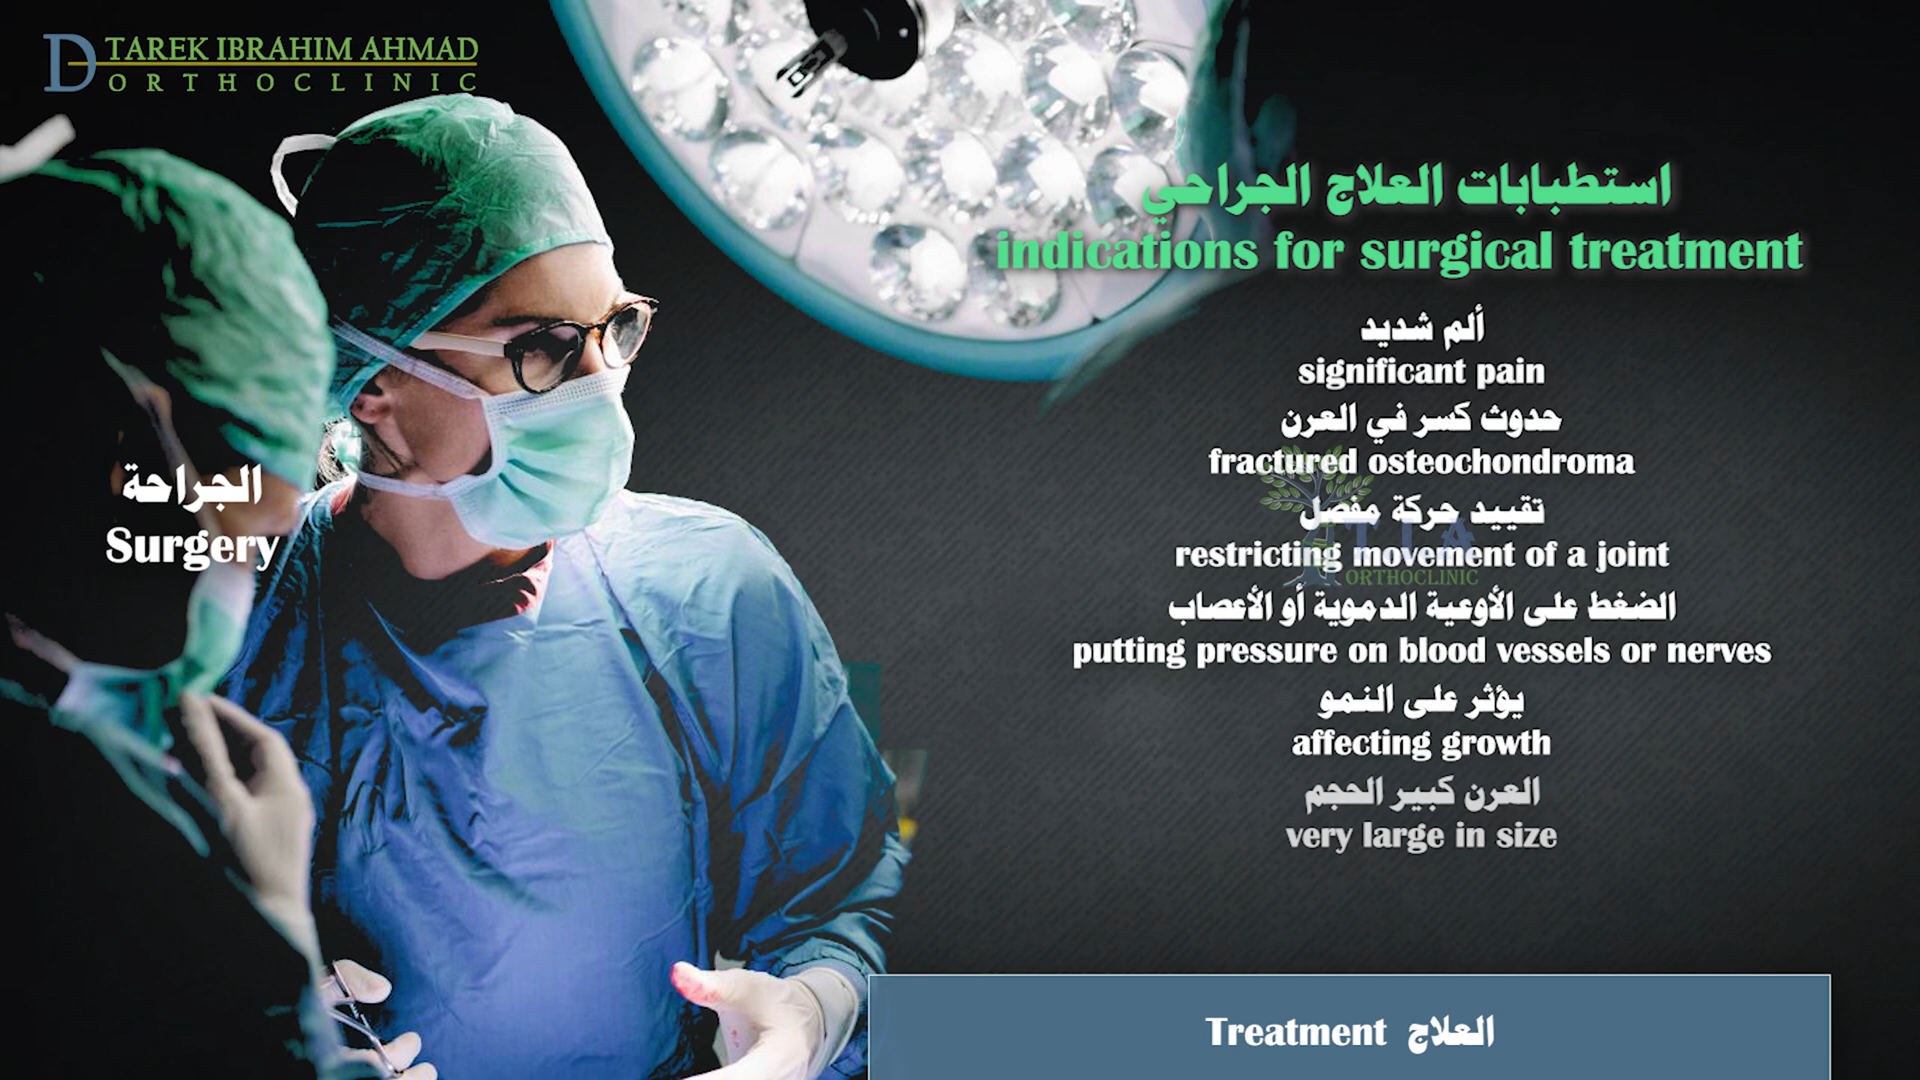 TAREK IBRAHIM AHMAD
ORTHOCLINIC
استطبابات العلاج الجراحي
indications for surgical treatment
ألم شديد
significant pain
حدوث كسر في العرن
fractured osteochondroma
تقييد حركة مفصل
restricting movement of a joint
الضغط على الأوعية الدموية أو الأعصاب
putting pressure on blood vessels or nerves
يؤثر على النمو
affecting growth
العرن كبير الحجم
very large in size
الجراحة
Surgery
TIA
ORTHOCLINIC
Treatment العلاج